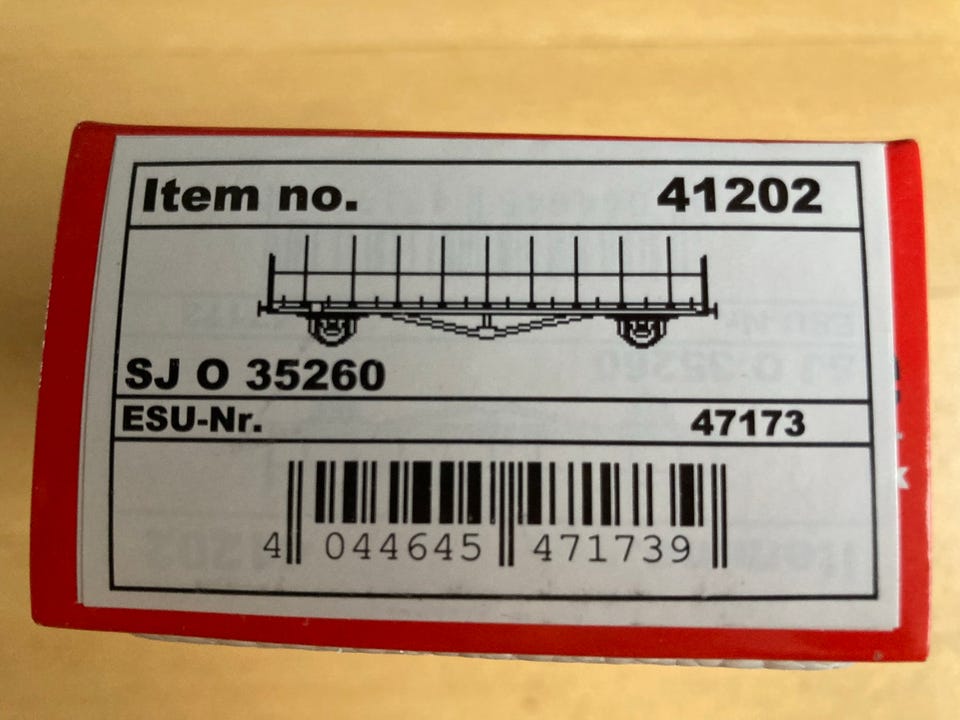 Item no. 41202
SJ O 35260
ESU-Nr. 47173
4 044645 471739